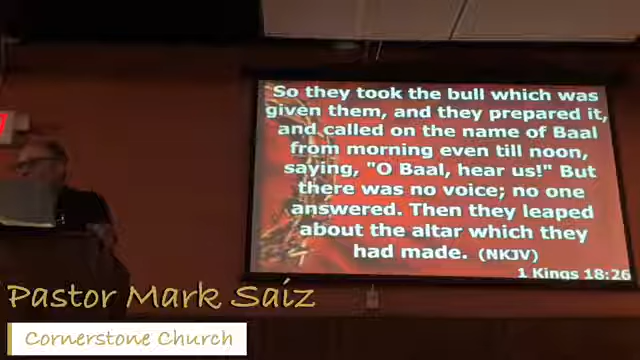 So they took the bull which was
given them, and they prepared it,
and called on the name of Baal
from morning even till noon,
saying, "O Baal, hear us!" But
there was no voice; no one
answered. Then they leaped
about the altar which they
had made. (NKJV)
1 Kings 18:26
Pastor Mark Saiz
Cornerstone Church